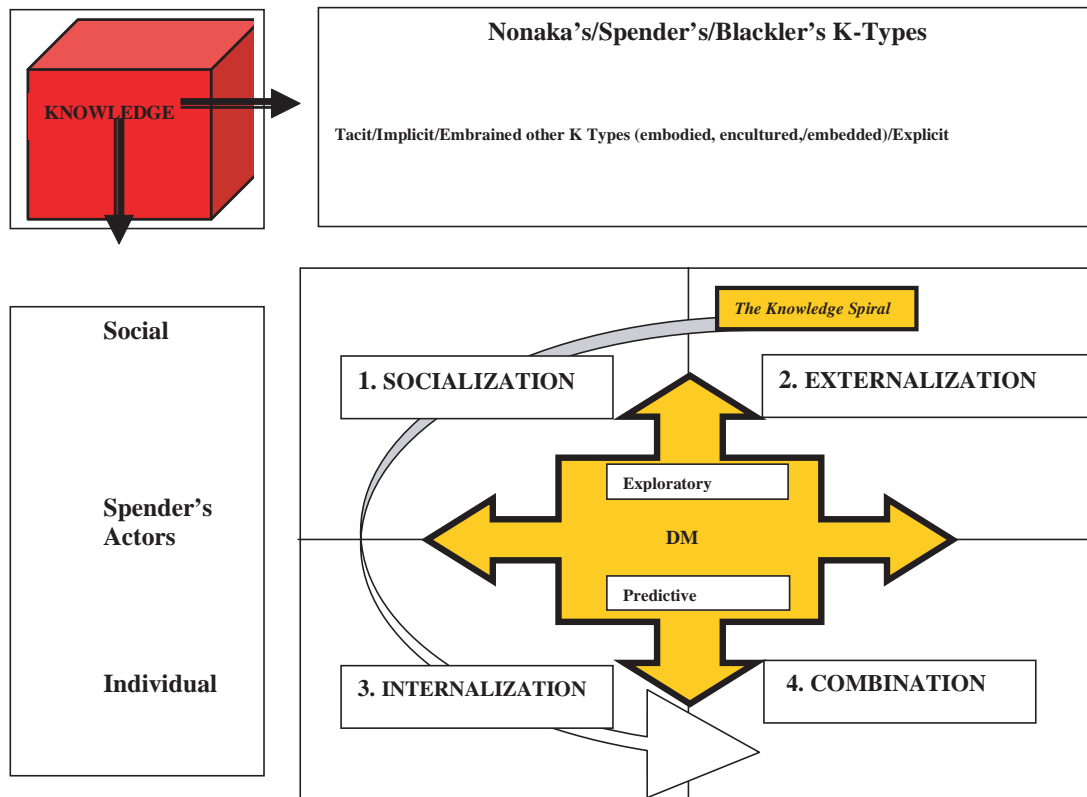 Nonaka’s/Spender’s/Blackler’s K-Types
KNOWLEDGE
Tacit/Implicit/Embrained other K Types (embodied, encultured,/embedded)/Explicit
Social
The Knowledge Spiral
1. SOCIALIZATION
2. EXTERNALIZATION
Exploratory
Spender’s
Actors
DM
Predictive
Individual
3. INTERNALIZATION
4. COMBINATION